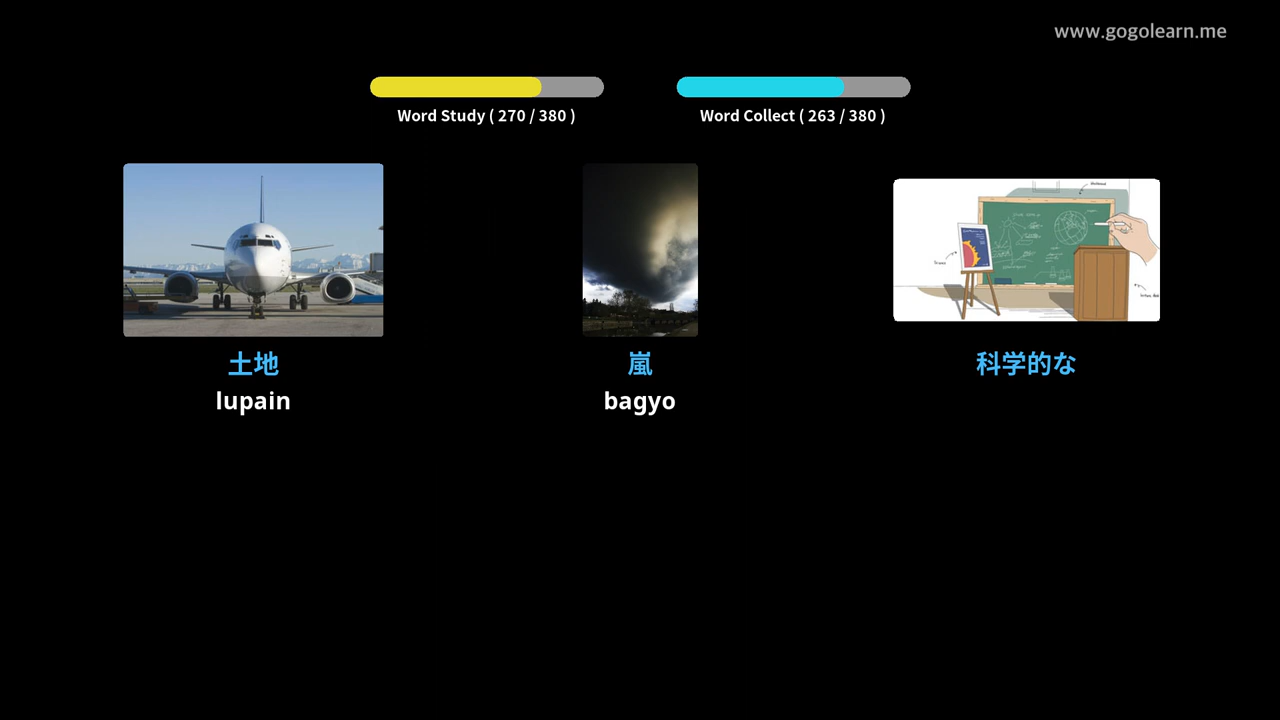 www.gogolearn.me
Word Study ( 270 / 380 )
Word Collect ( 263 / 380 )
土地
lupain
嵐
bagyo
科学的な